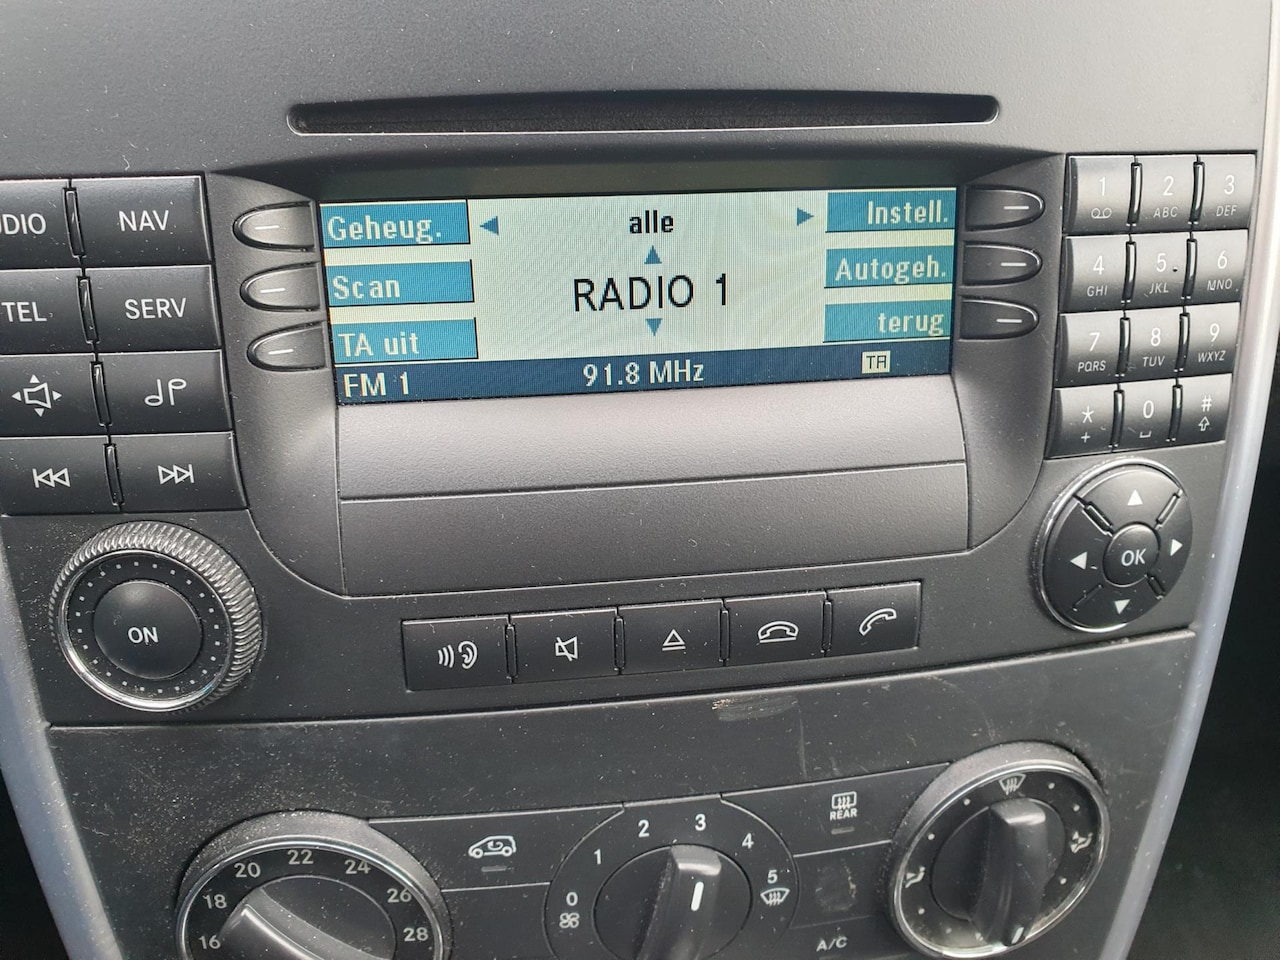 NAV
TEL
SERV
ON
Geheug.
alle
Instell.
Scan
RADIO 1
Autogeh.
TA uit
terug
FM 1
91.8 MHz
TA
1
2 ABC
3 DEF
4 GHI
5 JKL
6 MNO
7 PQRS
8 TUV
9 WXYZ
* +
0
#
OK
16 18 20 22 24 26 28
0 1 2 3 4 5
REAR
A/C